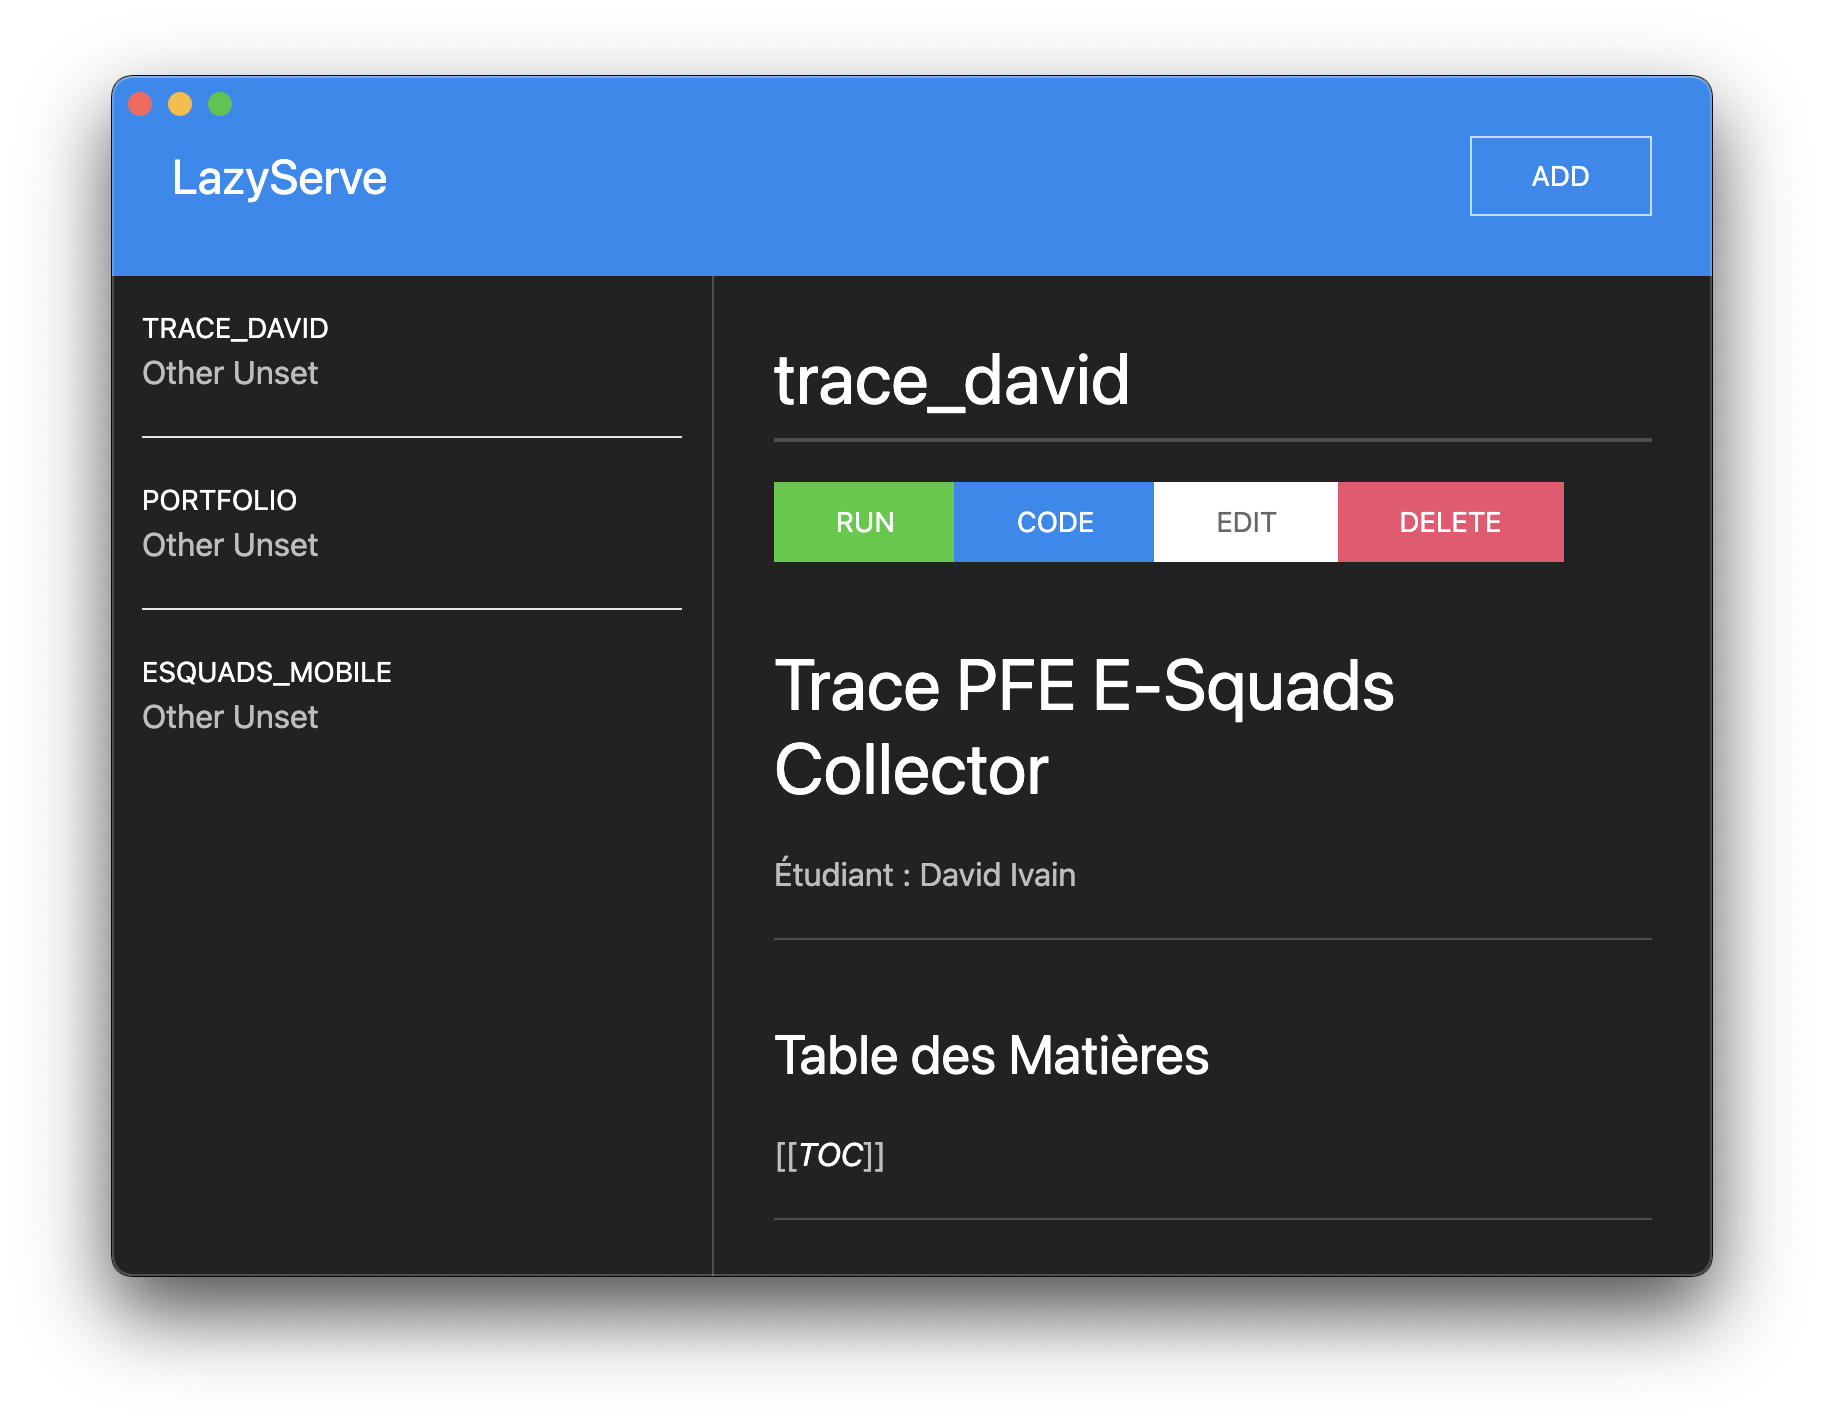 LazyServe
ADD
TRACE_DAVID
Other Unset
PORTFOLIO
Other Unset
ESQUADS_MOBILE
Other Unset
trace_david
RUN CODE EDIT DELETE
Trace PFE E-Squads
Collector
Étudiant : David Ivain
Table des Matières
[[TOC]]